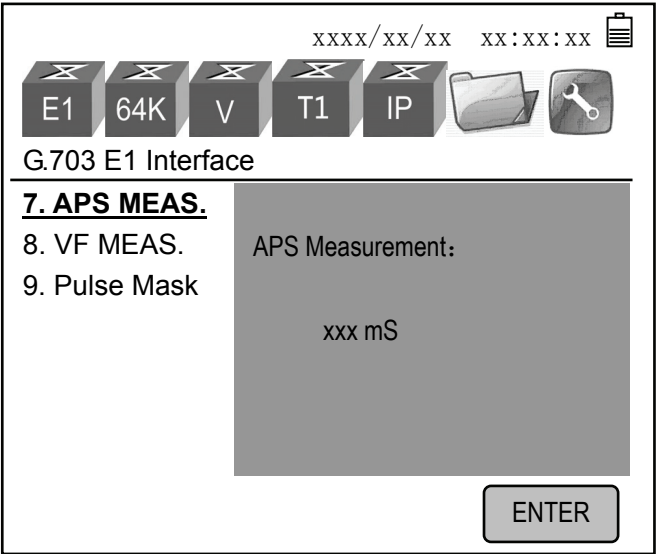 xxxx/xx/xx xx:xx:xx
E1 64K V T1 IP
G.703 E1 Interface
7. APS MEAS.
8. VF MEAS.
9. Pulse Mask
APS Measurement：
xxx mS
ENTER